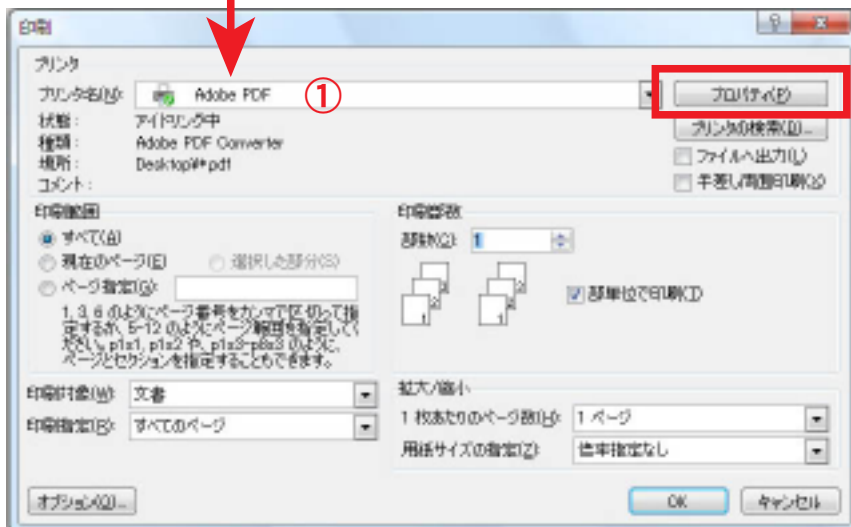 印刷
プリンタ
プリンタ名(N): Adobe PDF ① プロパティ(P)
状態： アイドリング中 プリンタの検索(D)...
種類： Adobe PDF Converter
場所： Desktop¥*.pdf ファイルへ出力(L)
コメント： 手差し両面印刷(X)
印刷範囲
すべて(A)
現在のページ(E) 選択した部分(S)
ページ指定(G):
1,3,6 のようにページ番号をカンマで区切って指
定するか、5-12 のようにページ範囲を指定してく
ださい。p1s1, p1s2 や、p1s3-p8s3 のように、
ページとセクションを指定することもできます。
印刷部数
部数(C): 1
部単位で印刷(T)
印刷対象(W): 文書
印刷指定(R): すべてのページ
拡大/縮小
1 枚あたりのページ数(H): 1 ページ
用紙サイズの指定(Z): 倍率指定なし
オプション(O)... OK キャンセル